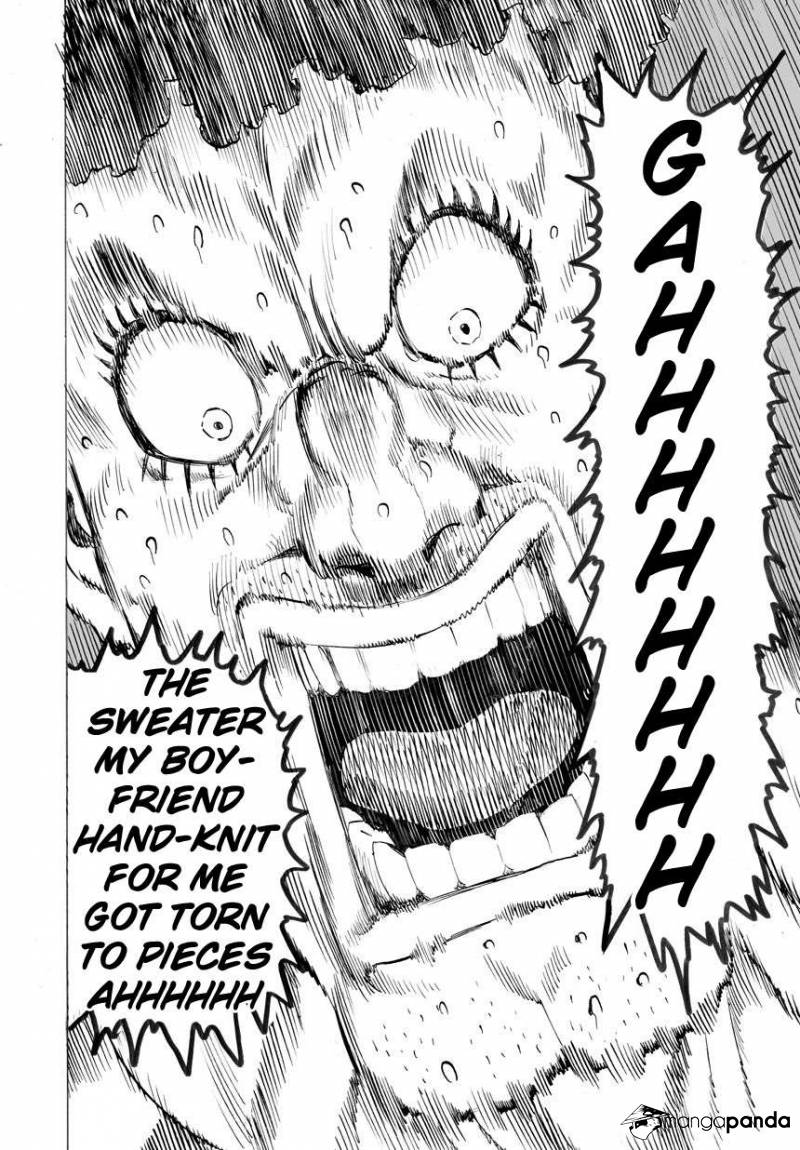 GAHHHHHHHHH
THE
SWEATER
MY BOY-
FRIEND
HAND-KNIT
FOR ME
GOT TORN
TO PIECES
AHHHHHH
mangapanda